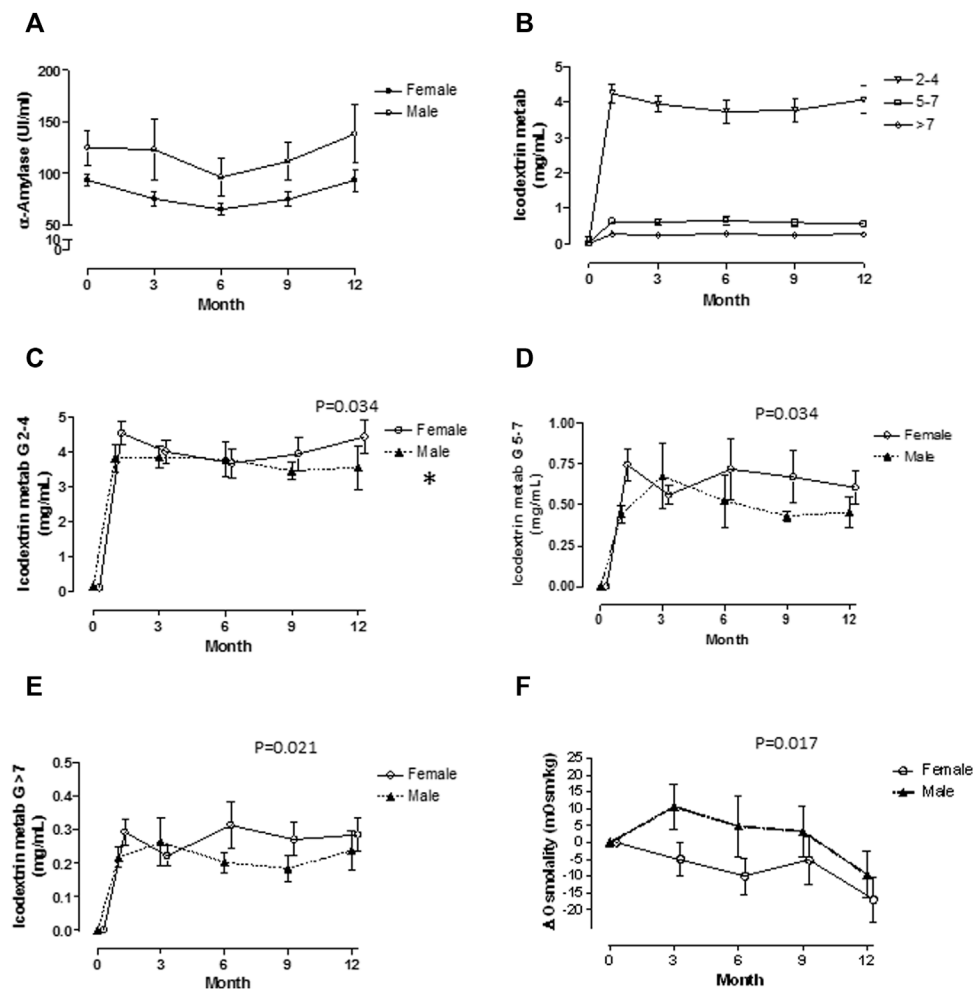 A
α-Amylase (UI/ml)
200
150
100
50
10
0
0 3 6 9 12
Month
Female
Male
B
Icodextrin metab
(mg/mL)
5
4
3
2
1
0
0 3 6 9 12
Month
2-4
5-7
>7
C
P=0.034
Icodextrin metab G 2-4
(mg/mL)
5
4
3
2
1
0
0 3 6 9 12
Month
Female
Male
*
D
P=0.034
Icodextrin metab G 5-7
(mg/mL)
1.00
0.75
0.50
0.25
0.00
0 3 6 9 12
Month
Female
Male
E
P=0.021
Icodextrin metab G >7
(mg/mL)
0.5
0.4
0.3
0.2
0.1
0.0
0 3 6 9 12
Month
Female
Male
F
P=0.017
ΔOsmolality (mOsm/kg)
25
20
15
10
5
0
-5
-10
-15
-20
0 3 6 9 12
Month
Female
Male